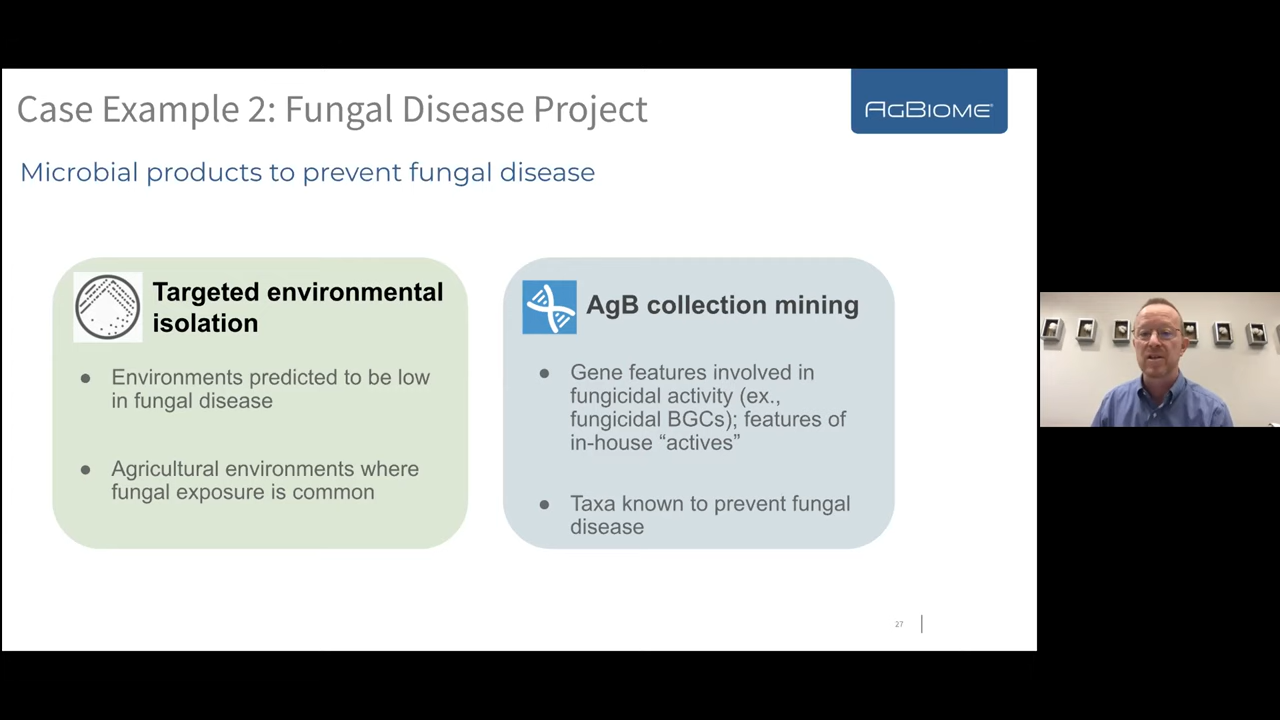 Case Example 2: Fungal Disease Project
AGBIOME
Microbial products to prevent fungal disease
Targeted environmental
isolation
● Environments predicted to be low
in fungal disease
● Agricultural environments where
fungal exposure is common
AgB collection mining
● Gene features involved in
fungicidal activity (ex.,
fungicidal BGCs); features of
in-house “actives”
● Taxa known to prevent fungal
disease
27